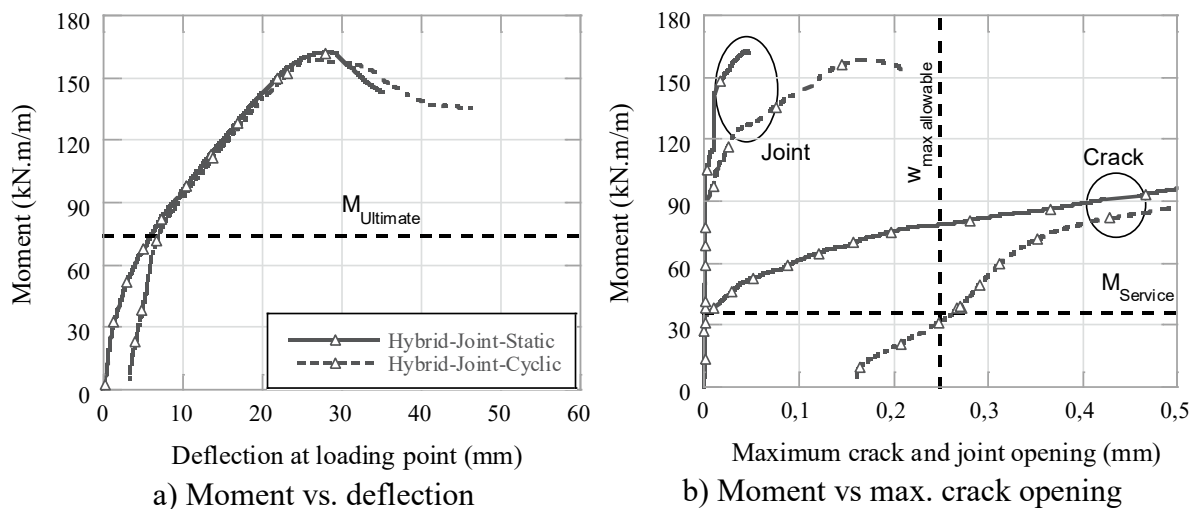 180
150
120
90
60
30
0
Moment (kN.m/m)
M Ultimate
Hybrid-Joint-Static
Hybrid-Joint-Cyclic
0 10 20 30 40 50 60
Deflection at loading point (mm)
a) Moment vs. deflection
180
150
120
90
60
30
0
Moment (kN.m/m)
Joint
w max allowable
Crack
M Service
0 0,1 0,2 0,3 0,4 0,5
Maximum crack and joint opening (mm)
b) Moment vs max. crack opening